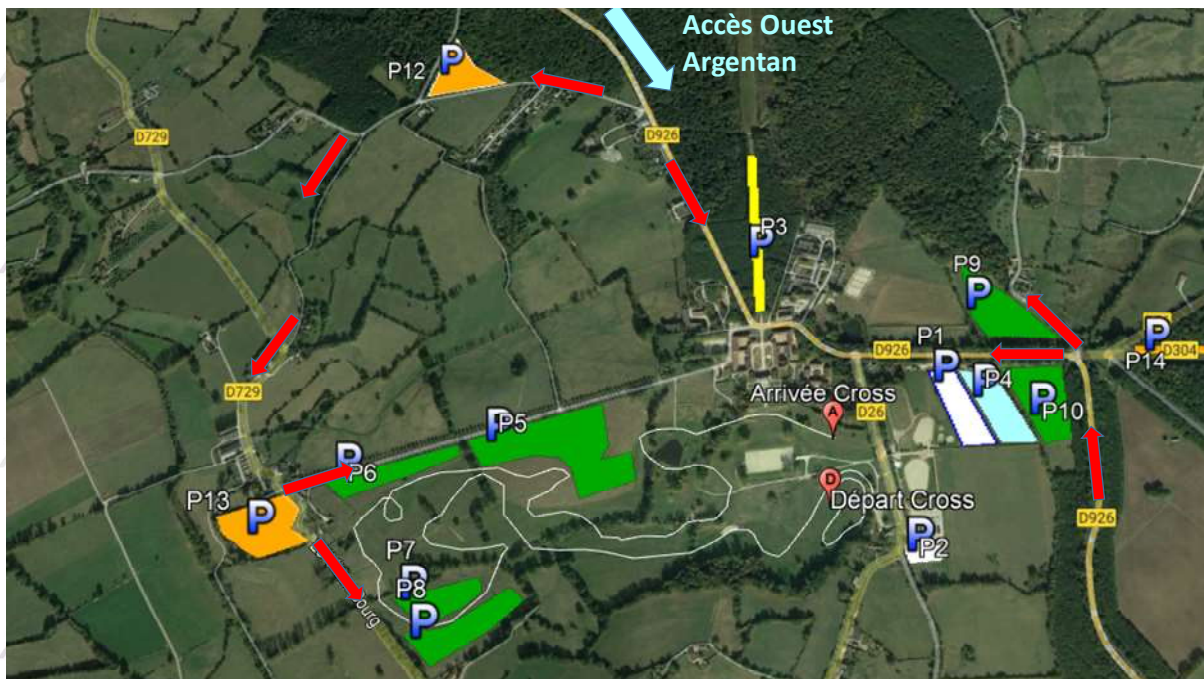 Accès Ouest
Argentan
P
P12
D729
D926
P
P3
P9
P
P1
D926
P
P14
D304
P
P
P4
P
P10
Arrivée Cross
A
D26
D729
P
P5
P
P6
D
Départ Cross
P13
P
P
P2
D926
P7
P
P8
P